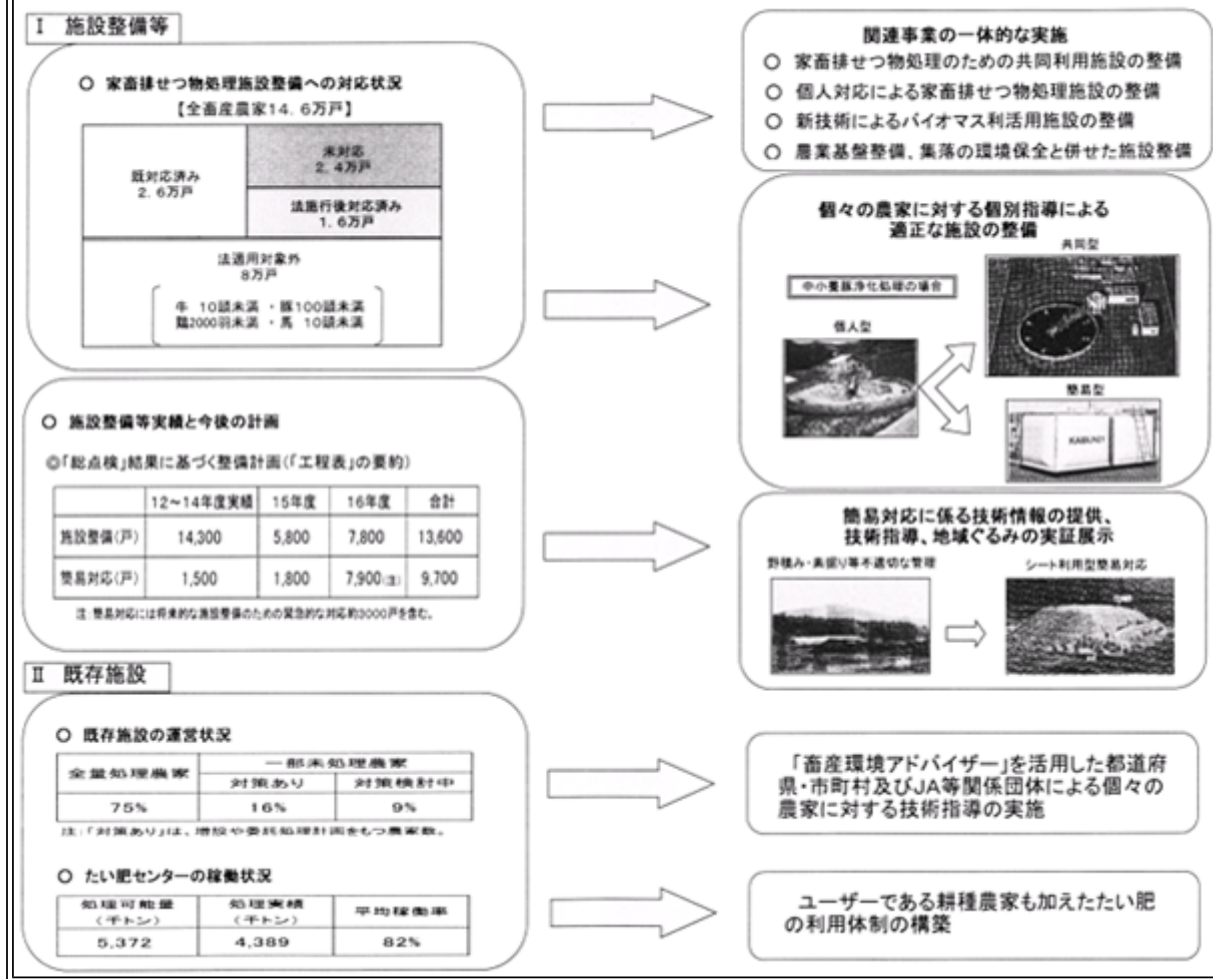 Ⅰ 施設整備等
○ 家畜排せつ物処理施設整備への対応状況
【全畜産農家14.6万戸】
既対応済み
2.6万戸
未対応
2.4万戸
法施行後対応済み
1.6万戸
法適用対象外
8万戸
牛 10頭未満 ・豚100頭未満
鶏2000羽未満 ・馬 10頭未満
関連事業の一体的な実施
○ 家畜排せつ物処理のための共同利用施設の整備
○ 個人対応による家畜排せつ物処理施設の整備
○ 新技術によるバイオマス利活用施設の整備
○ 農業基盤整備、集落の環境保全と併せた施設整備
個々の農家に対する個別指導による
適正な施設の整備
共同型
中小養豚浄化処理の場合
個人型
簡易型
KABUKI
○ 施設整備等実績と今後の計画
◎「総点検」結果に基づく整備計画(「工程表」の要約)
12~14年度実績 15年度 16年度 合計
施設整備(戸) 14,300 5,800 7,800 13,600
簡易対応(戸) 1,500 1,800 7,900(注) 9,700
注:簡易対応には将来的な施設整備のための緊急的な対応約3000戸を含む。
簡易対応に係る技術情報の提供、
技術指導、地域ぐるみの実証展示
野積み・素掘り等不適切な管理
シート利用型簡易対応
Ⅱ 既存施設
○ 既存施設の運営状況
全量処理農家 一部未処理農家
対策あり 対策検討中
75% 16% 9%
注:「対策あり」は、増設や委託処理計画をもつ農家数。
「畜産環境アドバイザー」を活用した都道府
県・市町村及びJA等関係団体による個々の
農家に対する技術指導の実施
○ たい肥センターの稼働状況
処理可能量 処理実績 平均稼働率
(千トン) (千トン)
5,372 4,389 82%
ユーザーである耕種農家も加えたたい肥
の利用体制の構築